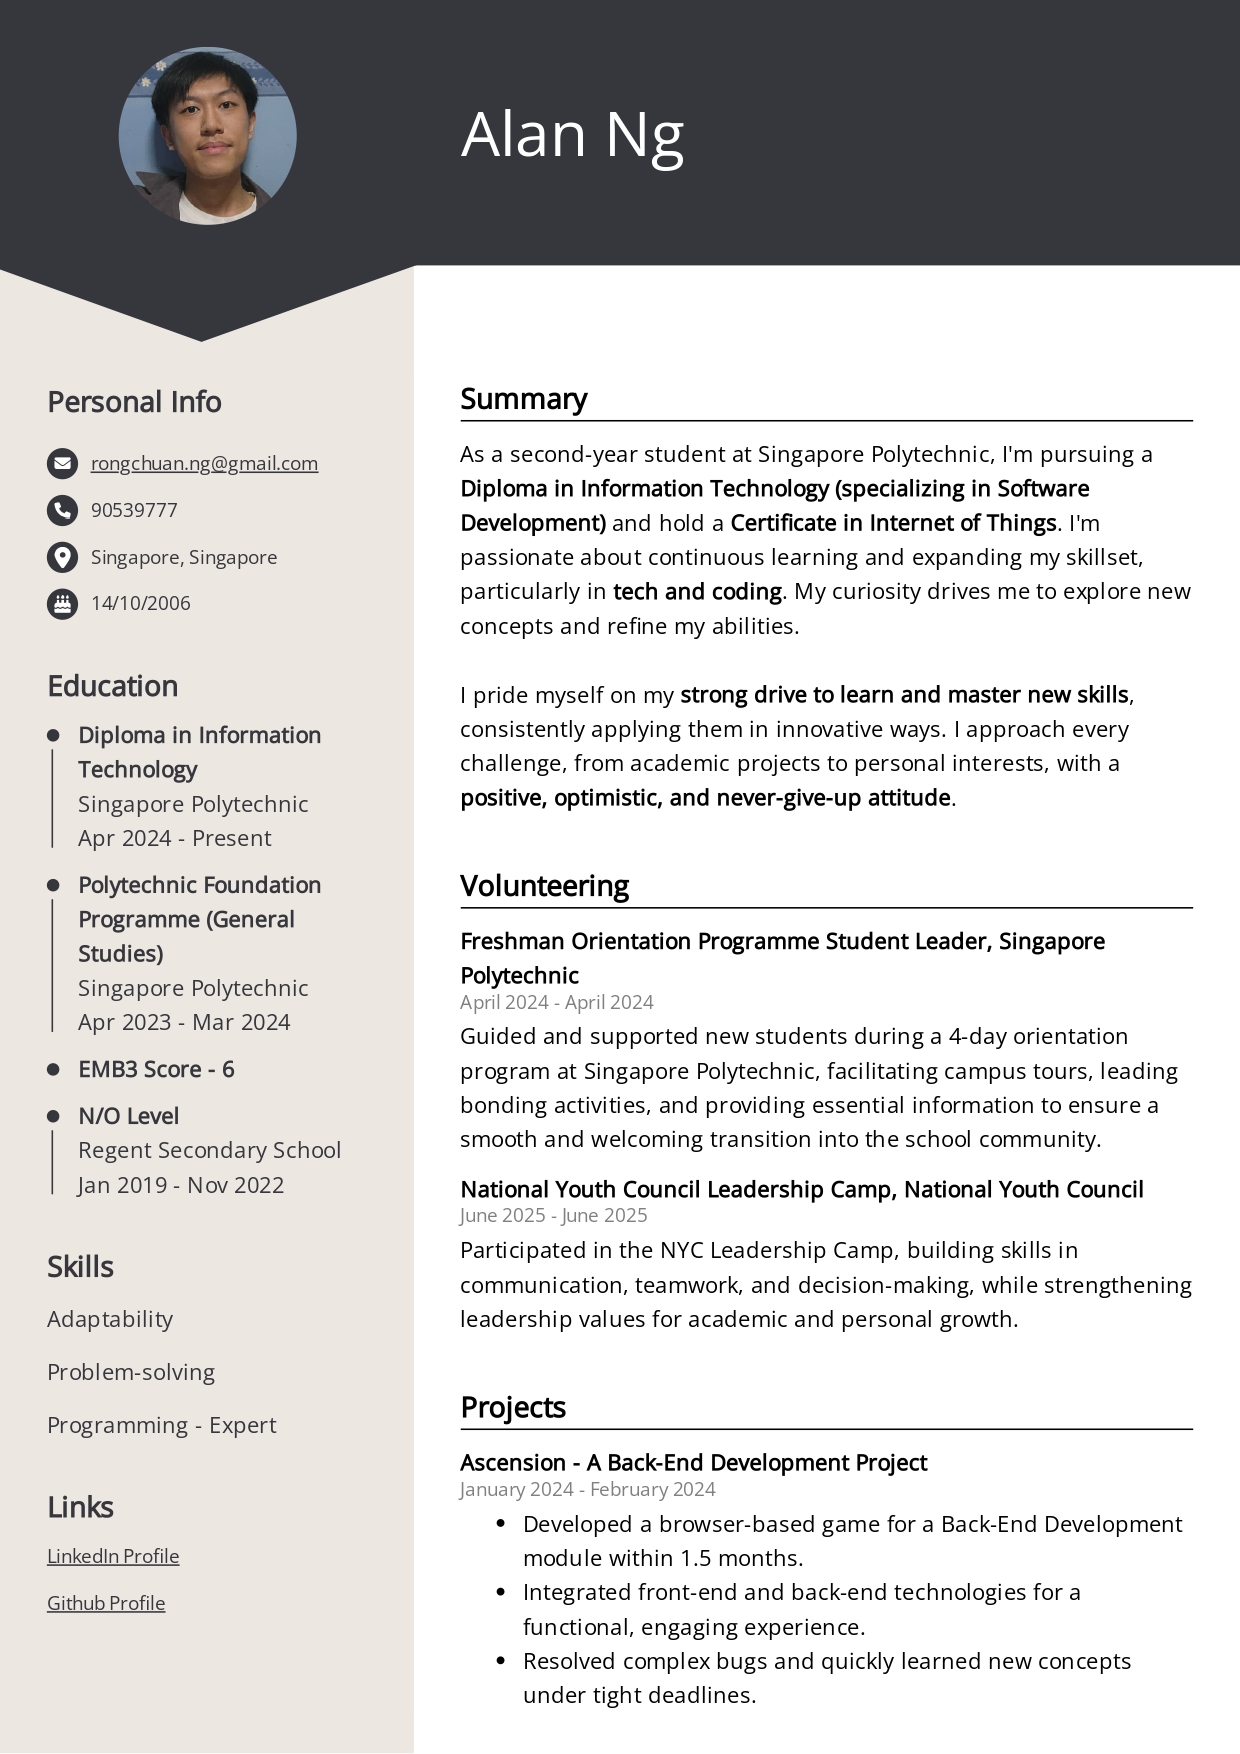 Alan Ng
Personal Info
rongchuan.ng@gmail.com
90539777
Singapore, Singapore
14/10/2006
Education
Diploma in Information
Technology
Singapore Polytechnic
Apr 2024 - Present
Polytechnic Foundation
Programme (General
Studies)
Singapore Polytechnic
Apr 2023 - Mar 2024
EMB3 Score - 6
N/O Level
Regent Secondary School
Jan 2019 - Nov 2022
Skills
Adaptability
Problem-solving
Programming - Expert
Links
LinkedIn Profile
Github Profile
Summary
As a second-year student at Singapore Polytechnic, I'm pursuing a
Diploma in Information Technology (specializing in Software
Development) and hold a Certificate in Internet of Things. I'm
passionate about continuous learning and expanding my skillset,
particularly in tech and coding. My curiosity drives me to explore new
concepts and refine my abilities.
I pride myself on my strong drive to learn and master new skills,
consistently applying them in innovative ways. I approach every
challenge, from academic projects to personal interests, with a
positive, optimistic, and never-give-up attitude.
Volunteering
Freshman Orientation Programme Student Leader, Singapore
Polytechnic
April 2024 - April 2024
Guided and supported new students during a 4-day orientation
program at Singapore Polytechnic, facilitating campus tours, leading
bonding activities, and providing essential information to ensure a
smooth and welcoming transition into the school community.
National Youth Council Leadership Camp, National Youth Council
June 2025 - June 2025
Participated in the NYC Leadership Camp, building skills in
communication, teamwork, and decision-making, while strengthening
leadership values for academic and personal growth.
Projects
Ascension - A Back-End Development Project
January 2024 - February 2024
• Developed a browser-based game for a Back-End Development
module within 1.5 months.
• Integrated front-end and back-end technologies for a
functional, engaging experience.
• Resolved complex bugs and quickly learned new concepts
under tight deadlines.